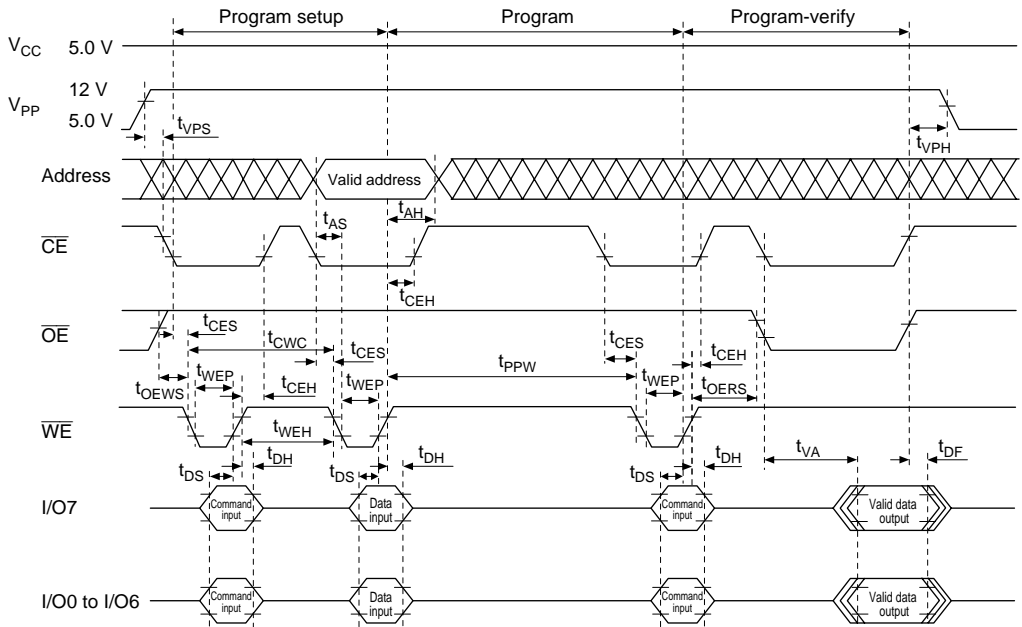 Program setup Program Program-verify
VCC 5.0 V
12 V
VPP
5.0 V
tVPS
tVPH
Address Valid address
tAS tAH
CE
tCEH
OE
tCES tCWC tCES tCES tCEH
tPPW
tOEWS tWEP tCEH tWEP tWEP tOERS
WE
tWEH
tDS tDH tDS tDH tDS tDH tVA tDF
I/O7 Command input Data input Command input Valid data output
I/O0 to I/O6 Command input Data input Command input Valid data output